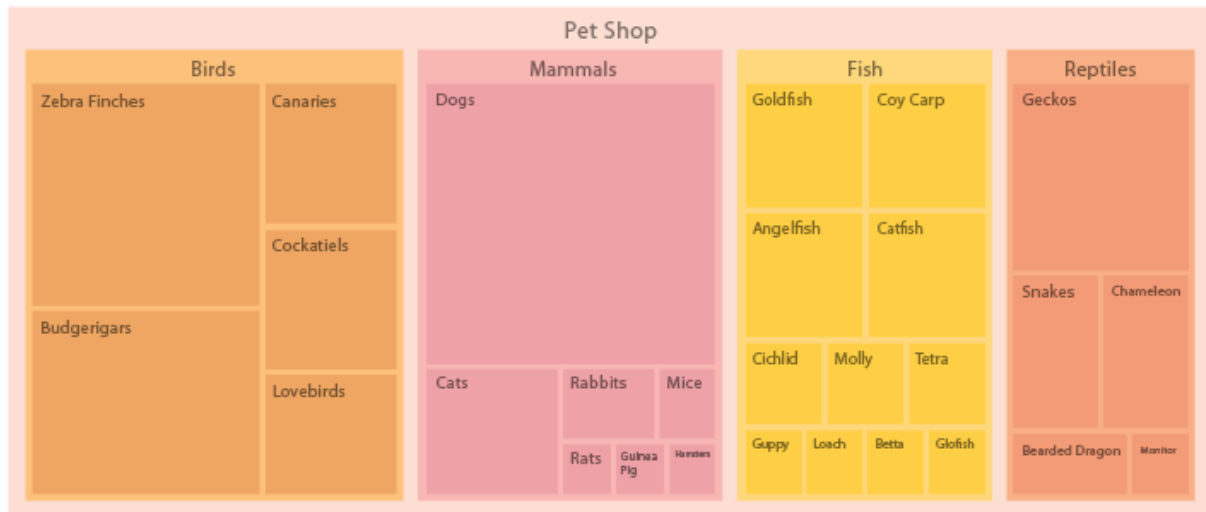 Pet Shop
Birds
Zebra Finches
Canaries
Cockatiels
Budgerigars
Lovebirds
Mammals
Dogs
Cats
Rabbits
Mice
Rats
Guinea
Pig
Hamsters
Fish
Goldfish
Coy Carp
Angelfish
Catfish
Cichlid
Molly
Tetra
Guppy
Loach
Betta
Glofish
Reptiles
Geckos
Snakes
Chameleon
Bearded Dragon
Monitor